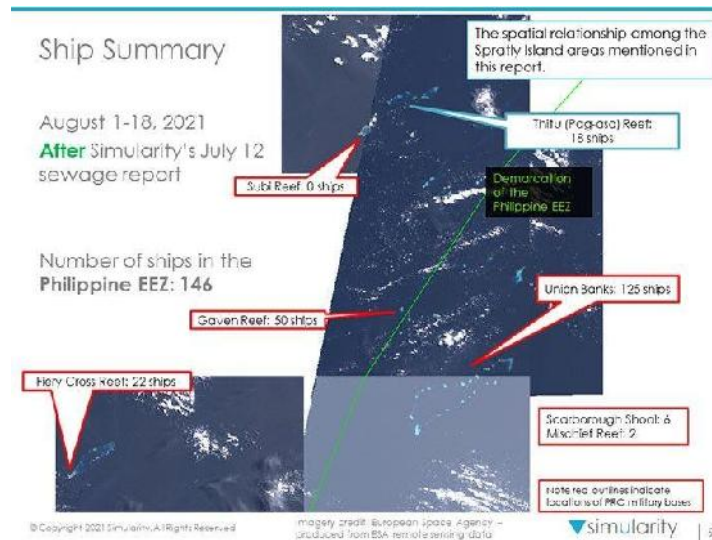 Ship Summary
August 1-18, 2021
After Simularity's July 12
sewage report
Number of ships in the
Philippine EEZ: 146
The spatial relationship among the
Spratly Island areas mentioned in
this report.
Thitu (Pag-asa) Reef:
18 ships
Subi Reef: 0 ships
Demarcation
of the
Philippine EEZ
Union Banks: 125 ships
Gaven Reef: 50 ships
Fiery Cross Reef: 22 ships
Scarborough Shoal: 6
Mischief Reef: 2
Note red outlines indicate
locations of PRC military bases
© Copyright 2021 Simularity. All Rights Reserved
Imagery credit: European Space Agency –
produced from ESA remote sensing data
simularity